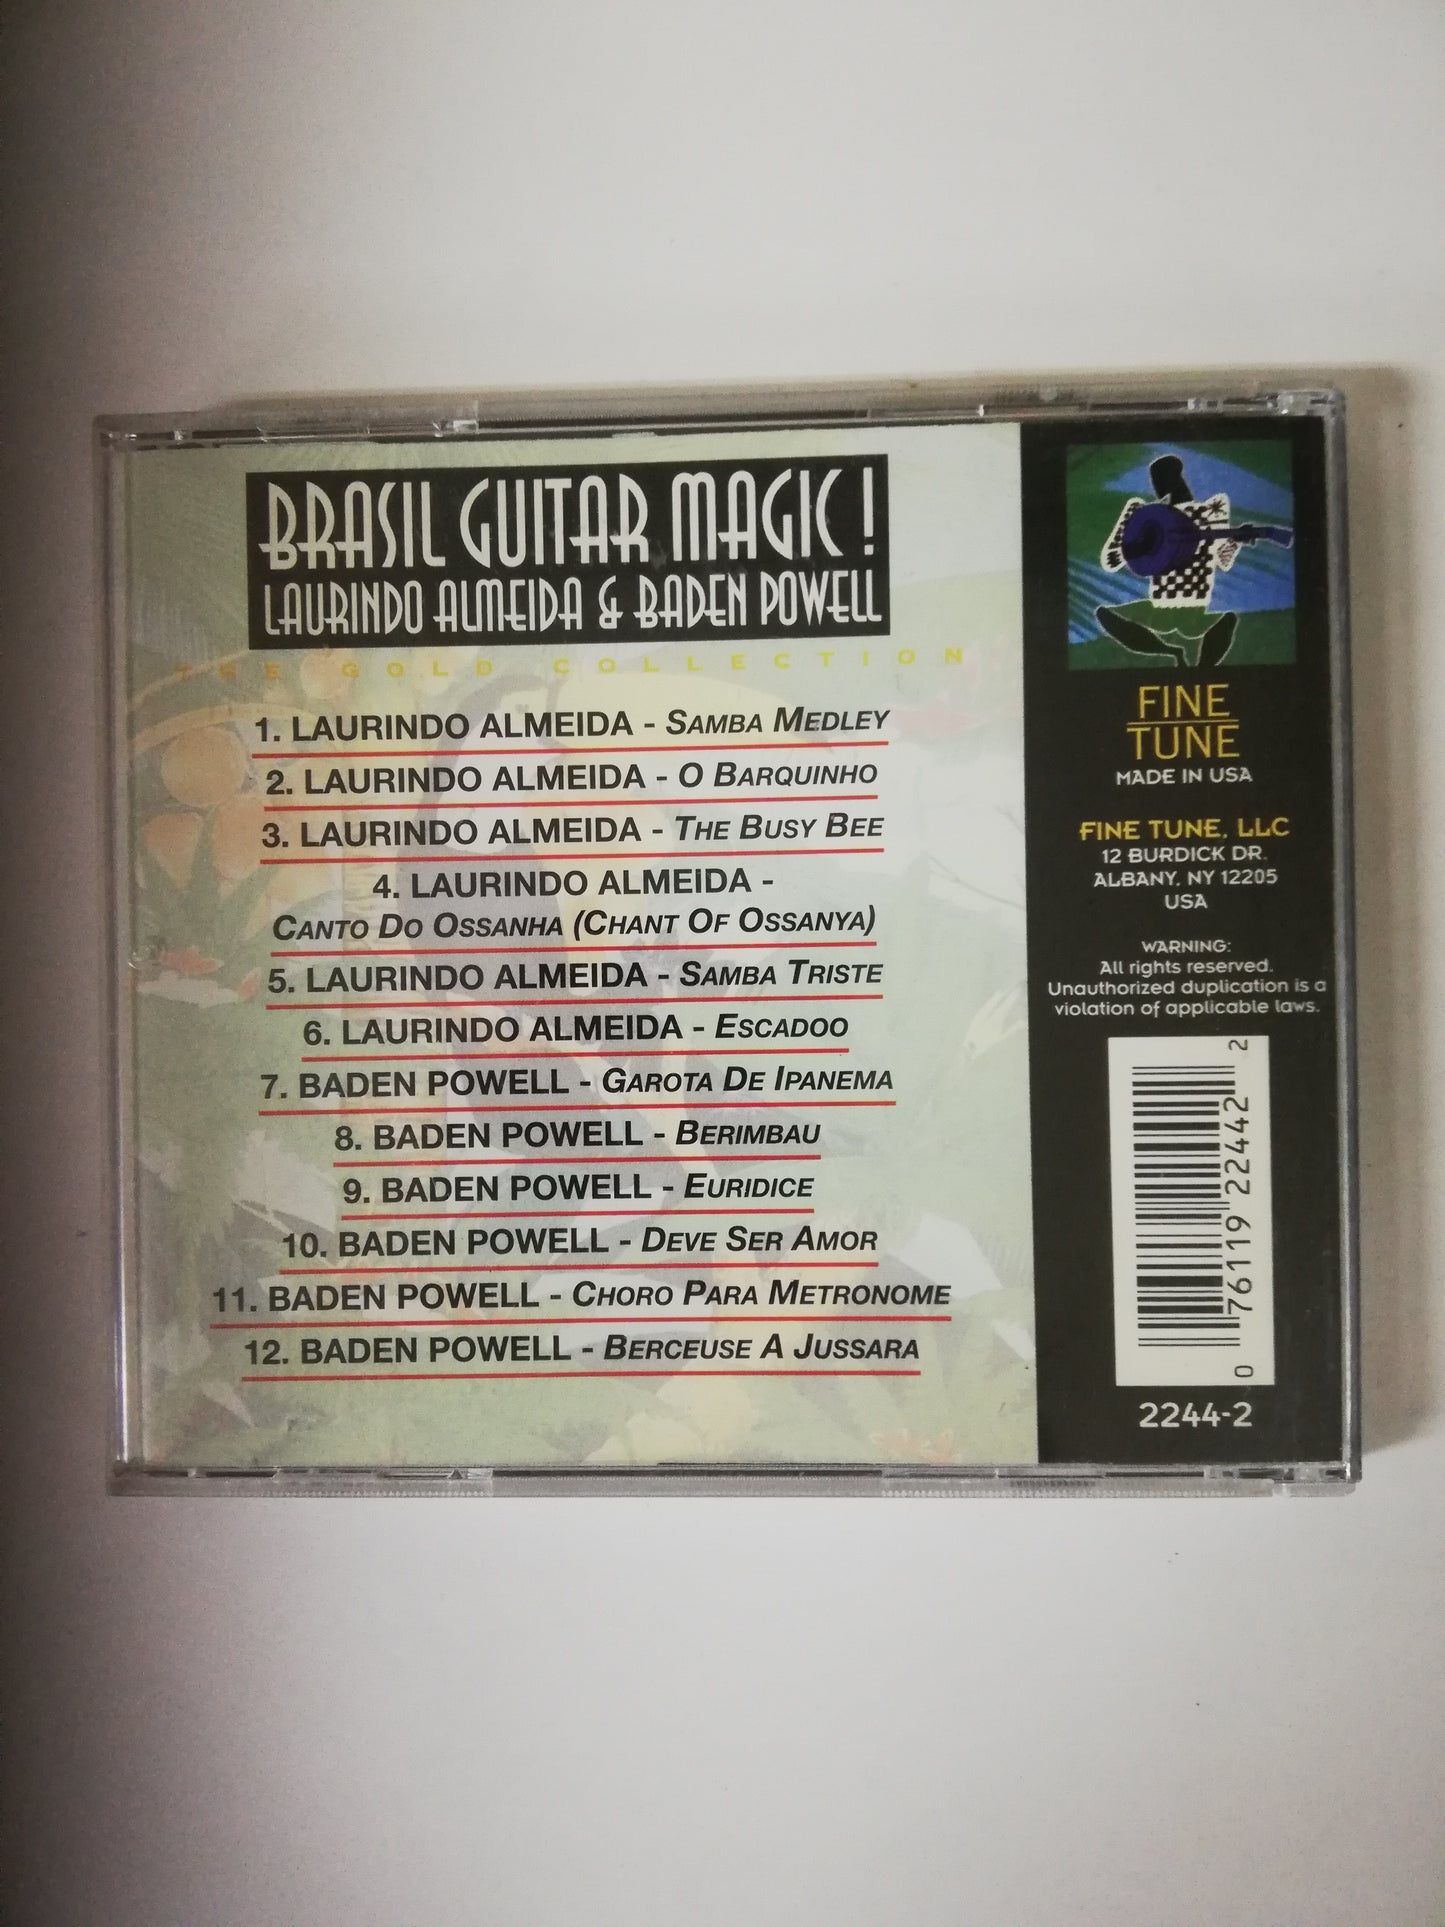 BRASIL GUITAR MAGIC!
LAURINDO ALMEIDA & BADEN POWELL
THE GOLD COLLECTION
1. LAURINDO ALMEIDA - SAMBA MEDLEY
2. LAURINDO ALMEIDA - O BARQUINHO
3. LAURINDO ALMEIDA - THE BUSY BEE
4. LAURINDO ALMEIDA -
CANTO DO OSSANHA (CHANT OF OSSANYA)
5. LAURINDO ALMEIDA - SAMBA TRISTE
6. LAURINDO ALMEIDA - ESCADOO
7. BADEN POWELL - GAROTA DE IPANEMA
8. BADEN POWELL - BERIMBAU
9. BADEN POWELL - EURIDICE
10. BADEN POWELL - DEVE SER AMOR
11. BADEN POWELL - CHORO PARA METRONOME
12. BADEN POWELL - BERCEUSE A JUSSARA
FINE
TUNE
MADE IN USA
FINE TUNE, LLC
12 BURDICK DR.
ALBANY, NY 12205
USA
WARNING:
All rights reserved.
Unauthorized duplication is a
violation of applicable laws.
0 76119 22442 2
2244-2